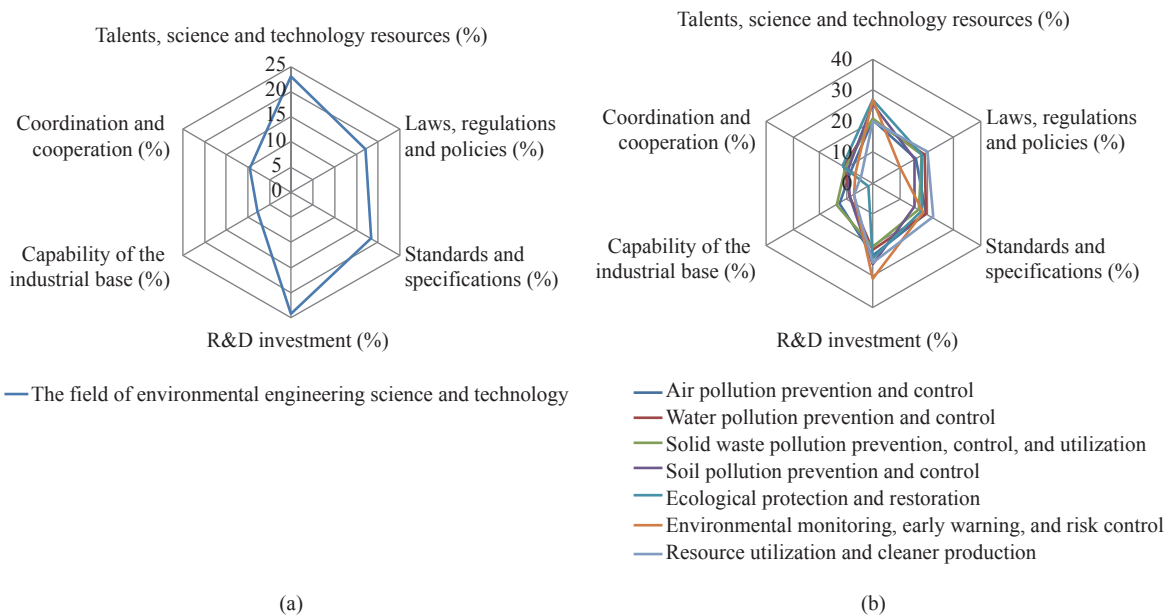 Talents, science and technology resources (%)
25
20
15
10
5
0
Coordination and
cooperation (%)
Laws, regulations
and policies (%)
Capability of the
industrial base (%)
Standards and
specifications (%)
R&D investment (%)
The field of environmental engineering science and technology
(a)
Talents, science and technology resources (%)
40
30
20
10
0
Coordination and
cooperation (%)
Laws, regulations
and policies (%)
Capability of the
industrial base (%)
Standards and
specifications (%)
R&D investment (%)
Air pollution prevention and control
Water pollution prevention and control
Solid waste pollution prevention, control, and utilization
Soil pollution prevention and control
Ecological protection and restoration
Environmental monitoring, early warning, and risk control
Resource utilization and cleaner production
(b)